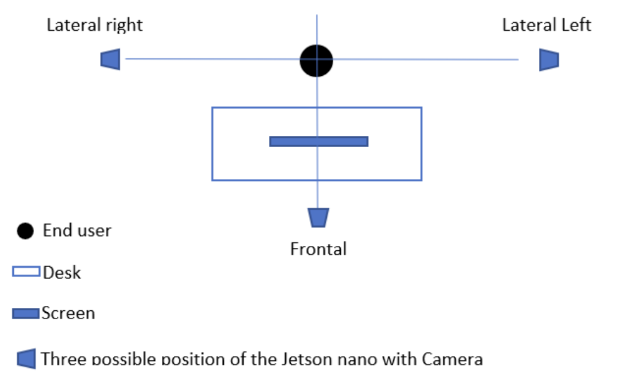 Lateral right
Lateral Left
Frontal
End user
Desk
Screen
Three possible position of the Jetson nano with Camera